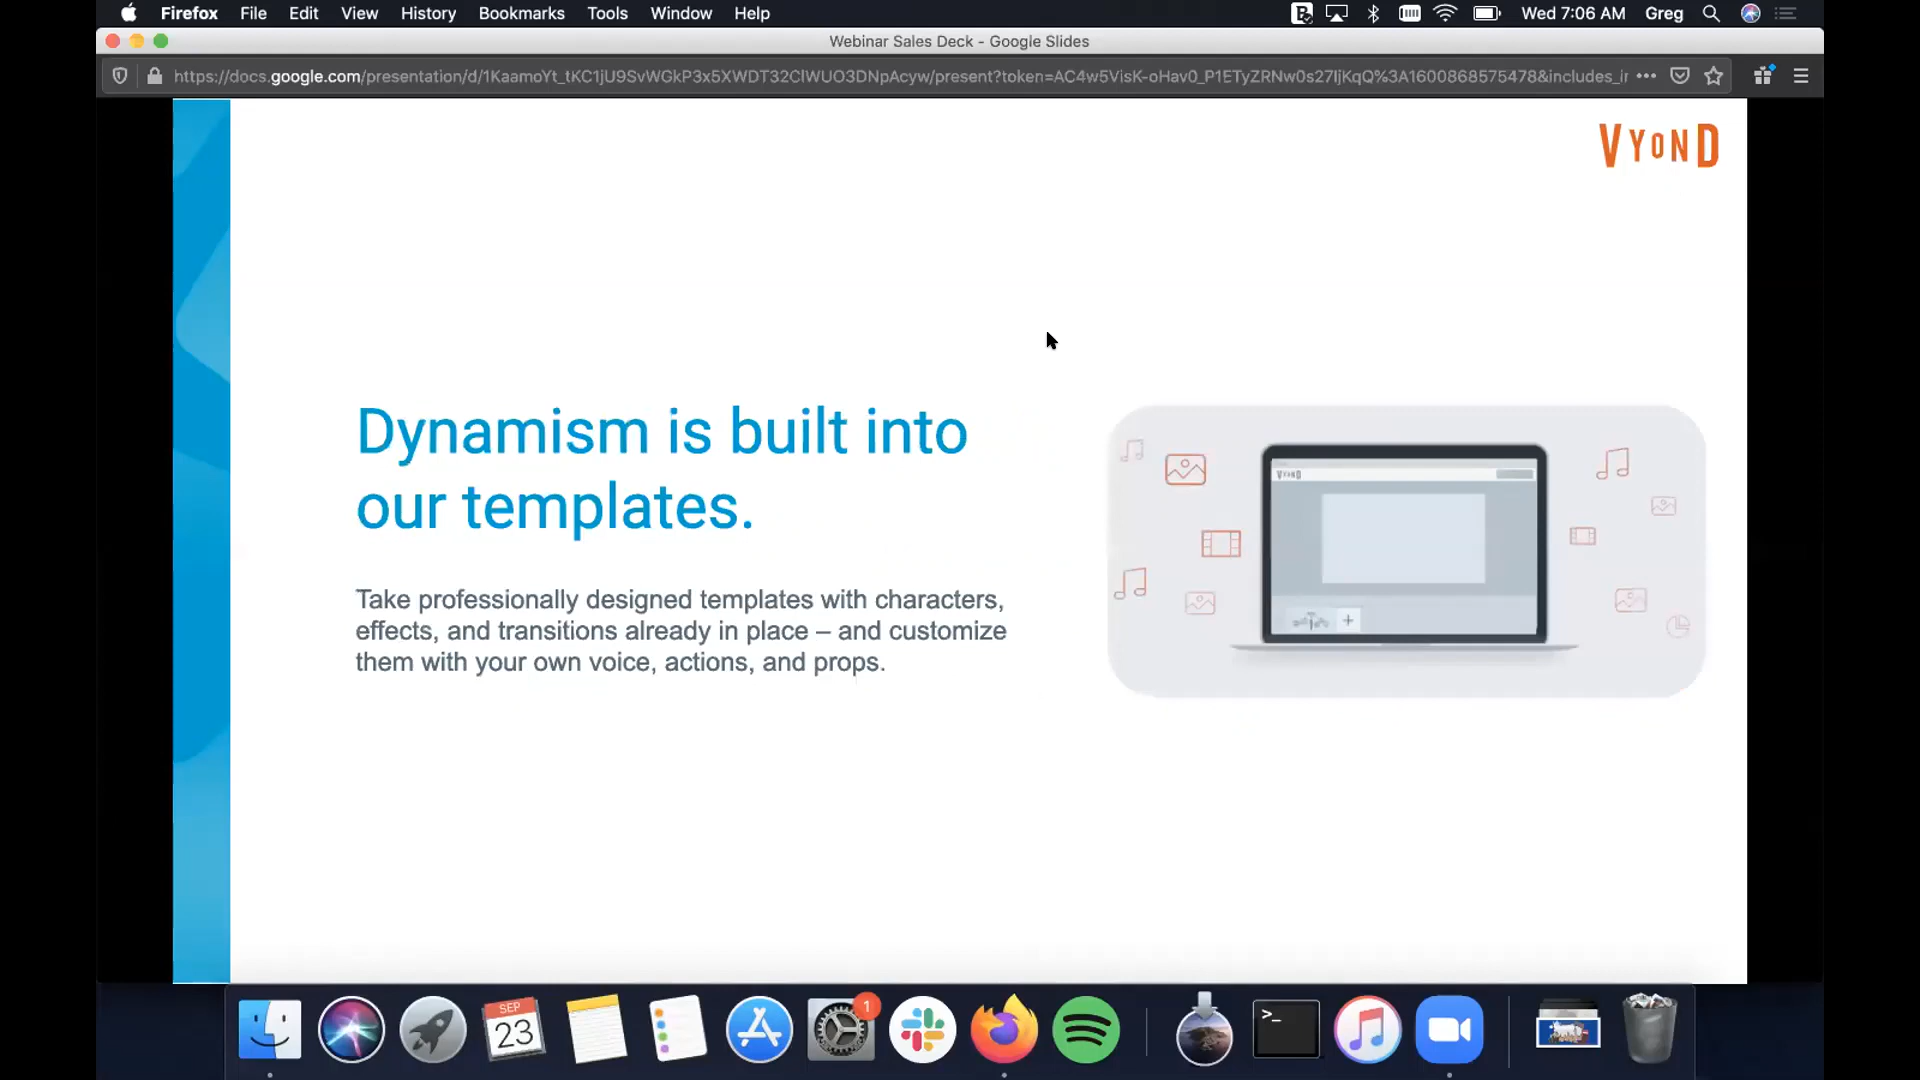 Firefox File Edit View History Bookmarks Tools Window Help Wed 7:06 AM Greg
Webinar Sales Deck - Google Slides
https://docs.google.com/presentation/d/1KaamoYt_tKC1jU9SvWGkP3x5XWDT32ClWUO3DNpAcyw/present?token=AC4w5VisK-oHav0_P1ETyZRNw0s27IjKqQ%3A1600868575478&includes_ir
VYOND
Dynamism is built into
our templates.
Take professionally designed templates with characters,
effects, and transitions already in place – and customize
them with your own voice, actions, and props.
VYOND
SEP
23
1
>_